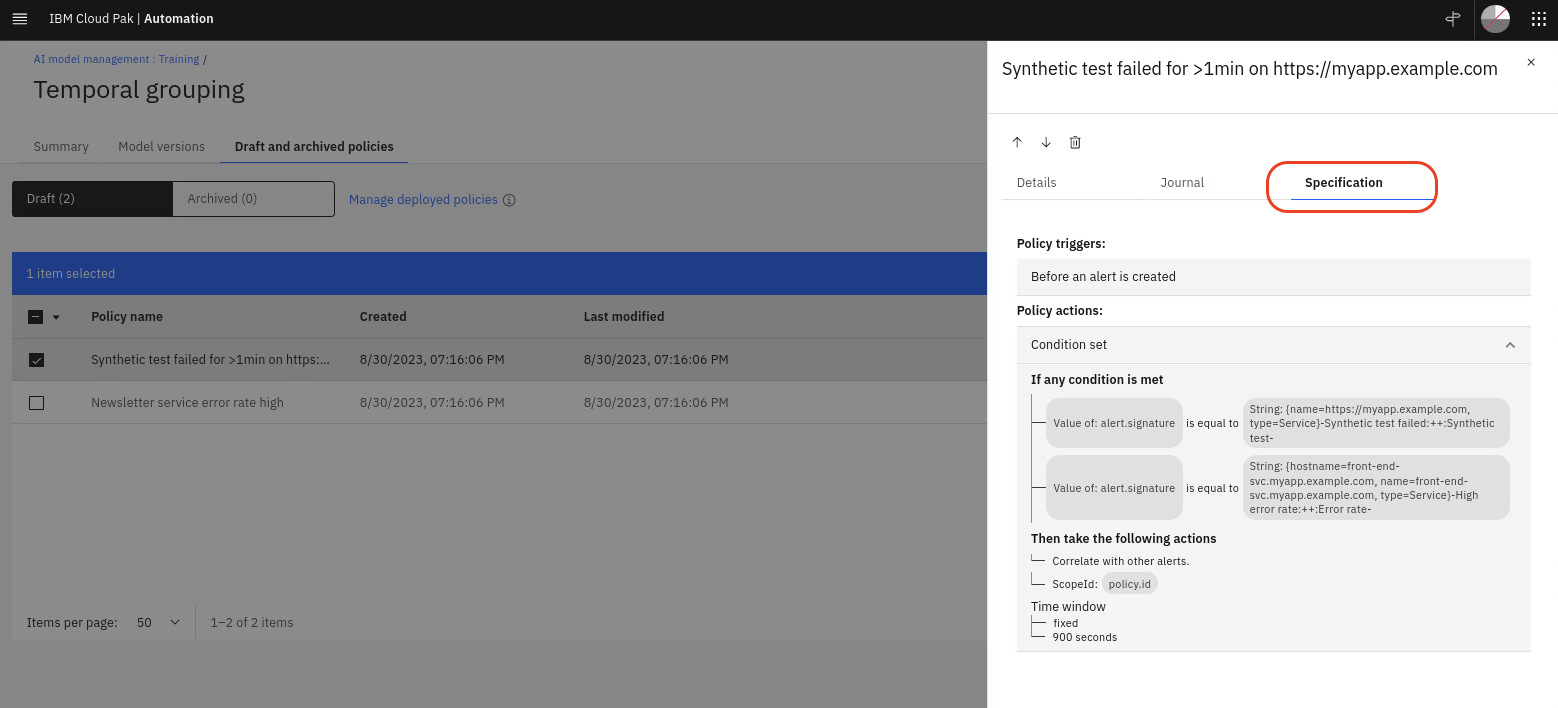 IBM Cloud Pak | Automation
AI model management : Training /
Temporal grouping
Summary
Model versions
Draft and archived policies
Draft (2)
Archived (0)
Manage deployed policies
1 item selected
Policy name
Created
Last modified
Synthetic test failed for >1min on https:...
8/30/2023, 07:16:06 PM
8/30/2023, 07:16:06 PM
Newsletter service error rate high
8/30/2023, 07:16:06 PM
8/30/2023, 07:16:06 PM
Items per page:
50
1–2 of 2 items
Synthetic test failed for >1min on https://myapp.example.com
Details
Journal
Specification
Policy triggers:
Before an alert is created
Policy actions:
Condition set
If any condition is met
Value of: alert.signature
is equal to
String: {name=https://myapp.example.com,
type=Service}-Synthetic test failed:++:Synthetic
test-
Value of: alert.signature
is equal to
String: {hostname=front-end-
svc.myapp.example.com, name=front-end-
svc.myapp.example.com, type=Service}-High
error rate:++:Error rate-
Then take the following actions
Correlate with other alerts.
ScopeId: policy.id
Time window
fixed
900 seconds